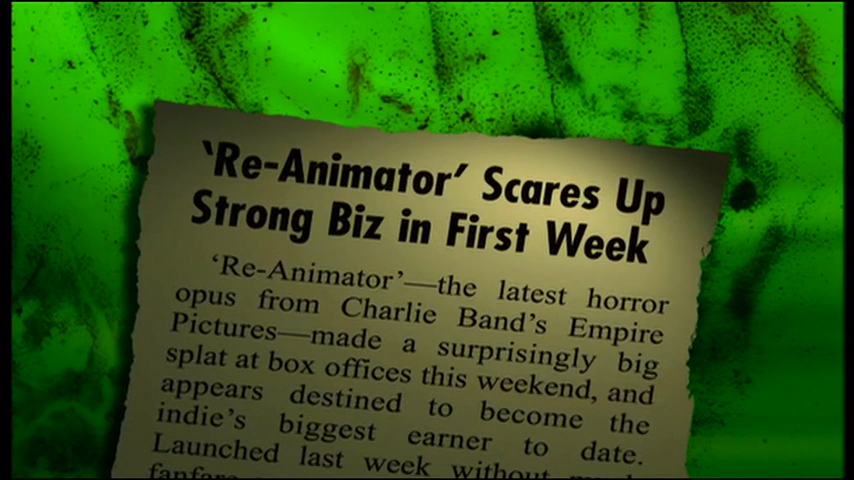 ‘Re-Animator’ Scares Up
Strong Biz in First Week
‘Re-Animator’—the latest horror
opus from Charlie Band’s Empire
Pictures—made a surprisingly big
splat at box offices this weekend, and
appears destined to become the
indie’s biggest earner to date.
Launched last week without